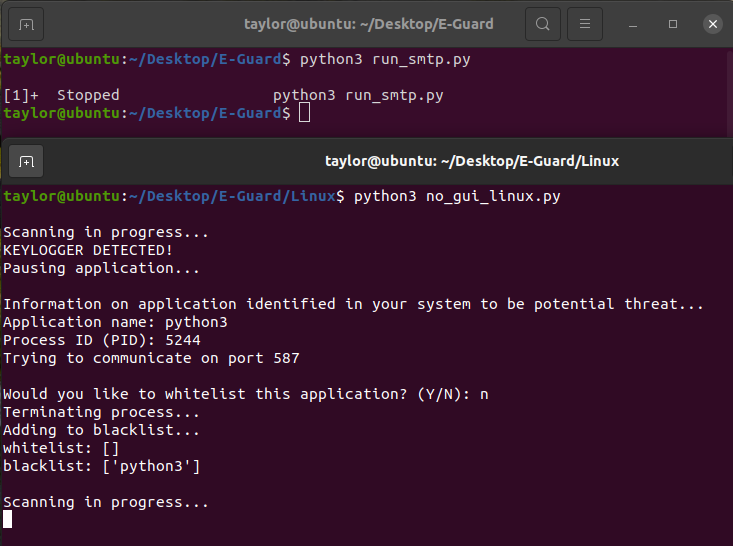 taylor@ubuntu: ~/Desktop/E-Guard
taylor@ubuntu:~/Desktop/E-Guard$ python3 run_smtp.py
[1]+  Stopped                 python3 run_smtp.py
taylor@ubuntu:~/Desktop/E-Guard$
taylor@ubuntu: ~/Desktop/E-Guard/Linux
taylor@ubuntu:~/Desktop/E-Guard/Linux$ python3 no_gui_linux.py
Scanning in progress...
KEYLOGGER DETECTED!
Pausing application...
Information on application identified in your system to be potential threat...
Application name: python3
Process ID (PID): 5244
Trying to communicate on port 587
Would you like to whitelist this application? (Y/N): n
Terminating process...
Adding to blacklist...
whitelist: []
blacklist: ['python3']
Scanning in progress...